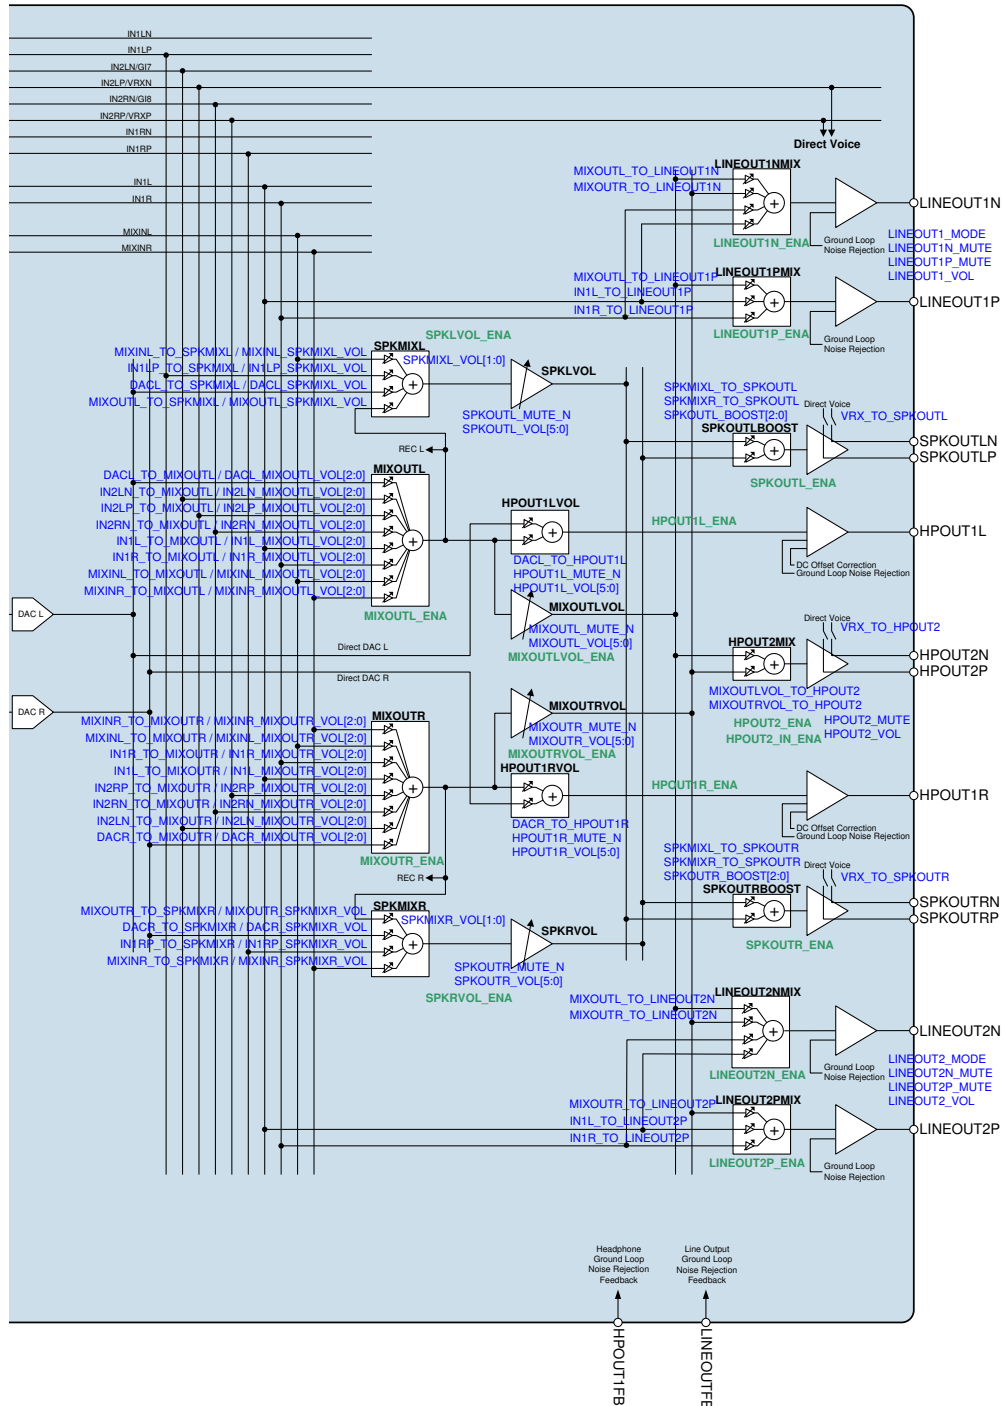 IN1LN
IN1LP
IN2LN/GI7
IN2LP/VRXN
IN2RN/GI8
IN2RP/VRXP
IN1RN
IN1RP
IN1L
IN1R
MIXINL
MIXINR
Direct Voice
LINEOUT1NMIX
MIXOUTL_TO_LINEOUT1N
MIXOUTR_TO_LINEOUT1N
LINEOUT1N_ENA
Ground Loop
Noise Rejection
LINEOUT1N
LINEOUT1_MODE
LINEOUT1N_MUTE
LINEOUT1P_MUTE
LINEOUT1_VOL
LINEOUT1PMIX
MIXOUTL_TO_LINEOUT1P
IN1L_TO_LINEOUT1P
IN1R_TO_LINEOUT1P
LINEOUT1P_ENA
Ground Loop
Noise Rejection
LINEOUT1P
SPKLVOL_ENA
SPKMIXL
MIXINL_TO_SPKMIXL / MIXINL_SPKMIXL_VOL
IN1LP_TO_SPKMIXL / IN1LP_SPKMIXL_VOL
DACL_TO_SPKMIXL / DACL_SPKMIXL_VOL
MIXOUTL_TO_SPKMIXL / MIXOUTL_SPKMIXL_VOL
SPKMIXL_VOL[1:0]
SPKLVOL
SPKOUTL_MUTE_N
SPKOUTL_VOL[5:0]
SPKMIXL_TO_SPKOUTL
SPKMIXR_TO_SPKOUTL
SPKOUTL_BOOST[2:0]
SPKOUTLBOOST
Direct Voice
VRX_TO_SPKOUTL
SPKOUTL_ENA
SPKOUTLN
SPKOUTLP
REC L
MIXOUTL
DACL_TO_MIXOUTL / DACL_MIXOUTL_VOL[2:0]
IN2LN_TO_MIXOUTL / IN2LN_MIXOUTL_VOL[2:0]
IN2LP_TO_MIXOUTL / IN2LP_MIXOUTL_VOL[2:0]
IN2RN_TO_MIXOUTL / IN2RN_MIXOUTL_VOL[2:0]
IN1L_TO_MIXOUTL / IN1L_MIXOUTL_VOL[2:0]
IN1R_TO_MIXOUTL / IN1R_MIXOUTL_VOL[2:0]
MIXINL_TO_MIXOUTL / MIXINL_MIXOUTL_VOL[2:0]
MIXINR_TO_MIXOUTL / MIXINR_MIXOUTL_VOL[2:0]
MIXOUTL_ENA
HPOUT1LVOL
DACL_TO_HPOUT1L
HPOUT1L_MUTE_N
HPOUT1L_VOL[5:0]
HPOUT1L_ENA
DC Offset Correction
Ground Loop Noise Rejection
HPOUT1L
MIXOUTLVOL
MIXOUTL_MUTE_N
MIXOUTL_VOL[5:0]
MIXOUTLVOL_ENA
DAC L
Direct DAC L
Direct DAC R
DAC R
HPOUT2MIX
Direct Voice
VRX_TO_HPOUT2
HPOUT2N
HPOUT2P
MIXOUTLVOL_TO_HPOUT2
MIXOUTRVOL_TO_HPOUT2
HPOUT2_ENA
HPOUT2_IN_ENA
HPOUT2_MUTE
HPOUT2_VOL
MIXOUTRVOL
MIXOUTR_MUTE_N
MIXOUTR_VOL[5:0]
MIXOUTRVOL_ENA
MIXOUTR
MIXINR_TO_MIXOUTR / MIXINR_MIXOUTR_VOL[2:0]
MIXINL_TO_MIXOUTR / MIXINL_MIXOUTR_VOL[2:0]
IN1R_TO_MIXOUTR / IN1R_MIXOUTR_VOL[2:0]
IN1L_TO_MIXOUTR / IN1L_MIXOUTR_VOL[2:0]
IN2RP_TO_MIXOUTR / IN2RP_MIXOUTR_VOL[2:0]
IN2RN_TO_MIXOUTR / IN2RN_MIXOUTR_VOL[2:0]
IN2LN_TO_MIXOUTR / IN2LN_MIXOUTR_VOL[2:0]
DACR_TO_MIXOUTR / DACR_MIXOUTR_VOL[2:0]
MIXOUTR_ENA
HPOUT1RVOL
DACR_TO_HPOUT1R
HPOUT1R_MUTE_N
HPOUT1R_VOL[5:0]
HPOUT1R_ENA
DC Offset Correction
Ground Loop Noise Rejection
HPOUT1R
REC R
SPKMIXR
MIXOUTR_TO_SPKMIXR / MIXOUTR_SPKMIXR_VOL
DACR_TO_SPKMIXR / DACR_SPKMIXR_VOL
IN1RP_TO_SPKMIXR / IN1RP_SPKMIXR_VOL
MIXINR_TO_SPKMIXR / MIXINR_SPKMIXR_VOL
SPKMIXR_VOL[1:0]
SPKRVOL
SPKOUTR_MUTE_N
SPKOUTR_VOL[5:0]
SPKRVOL_ENA
SPKMIXL_TO_SPKOUTR
SPKMIXR_TO_SPKOUTR
SPKOUTR_BOOST[2:0]
SPKOUTRBOOST
Direct Voice
VRX_TO_SPKOUTR
SPKOUTR_ENA
SPKOUTRN
SPKOUTRP
LINEOUT2NMIX
MIXOUTL_TO_LINEOUT2N
MIXOUTR_TO_LINEOUT2N
LINEOUT2N_ENA
Ground Loop
Noise Rejection
LINEOUT2N
LINEOUT2_MODE
LINEOUT2N_MUTE
LINEOUT2P_MUTE
LINEOUT2_VOL
LINEOUT2PMIX
MIXOUTR_TO_LINEOUT2P
IN1L_TO_LINEOUT2P
IN1R_TO_LINEOUT2P
LINEOUT2P_ENA
Ground Loop
Noise Rejection
LINEOUT2P
Headphone
Ground Loop
Noise Rejection
Feedback
Line Output
Ground Loop
Noise Rejection
Feedback
HPOUT1FB
LINEOUTFB